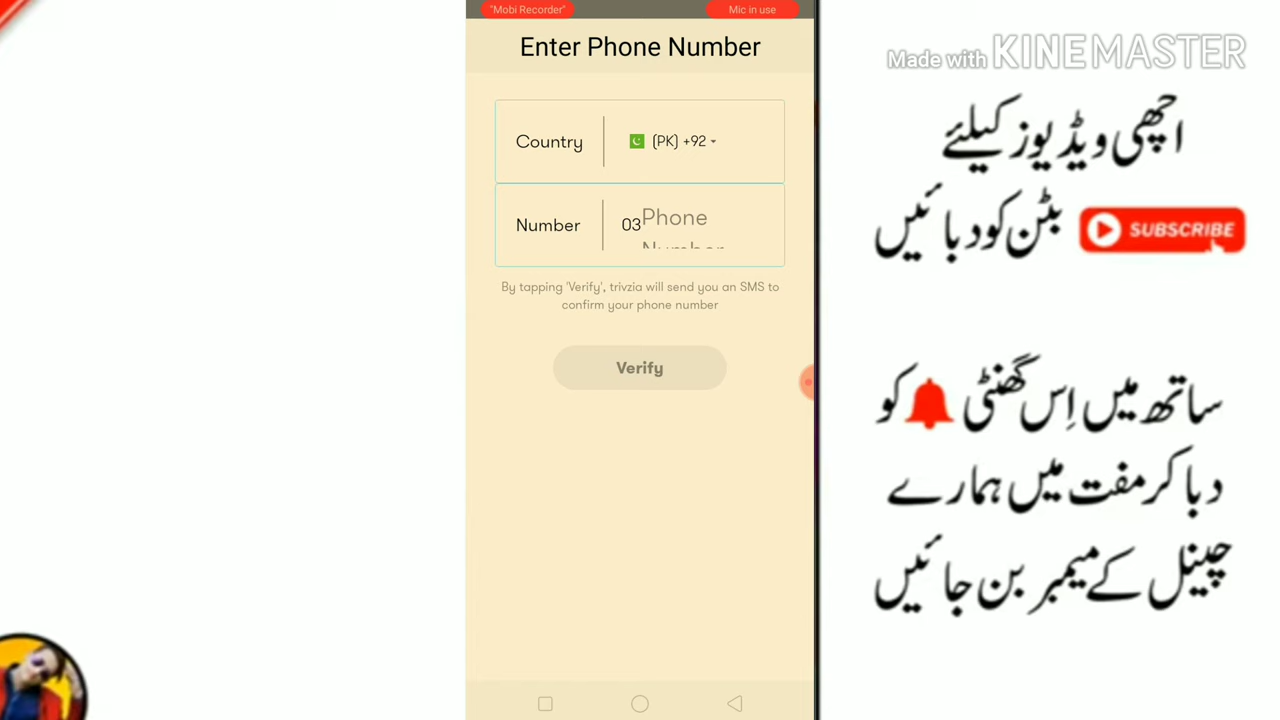 "Mobi Recorder"
Mic in use
Enter Phone Number
Country
(PK) +92
Number
03
Phone
Number
By tapping 'Verify', trivzia will send you an SMS to
confirm your phone number
Verify
Made with KINEMASTER
اچھی ویڈیوز کیلئے
بٹن کو دبائیں
SUBSCRIBE
ساتھ میں اِس گھنٹی کو
دبا کر مفت میں ہمارے
چینل کے میمبر بن جائیں